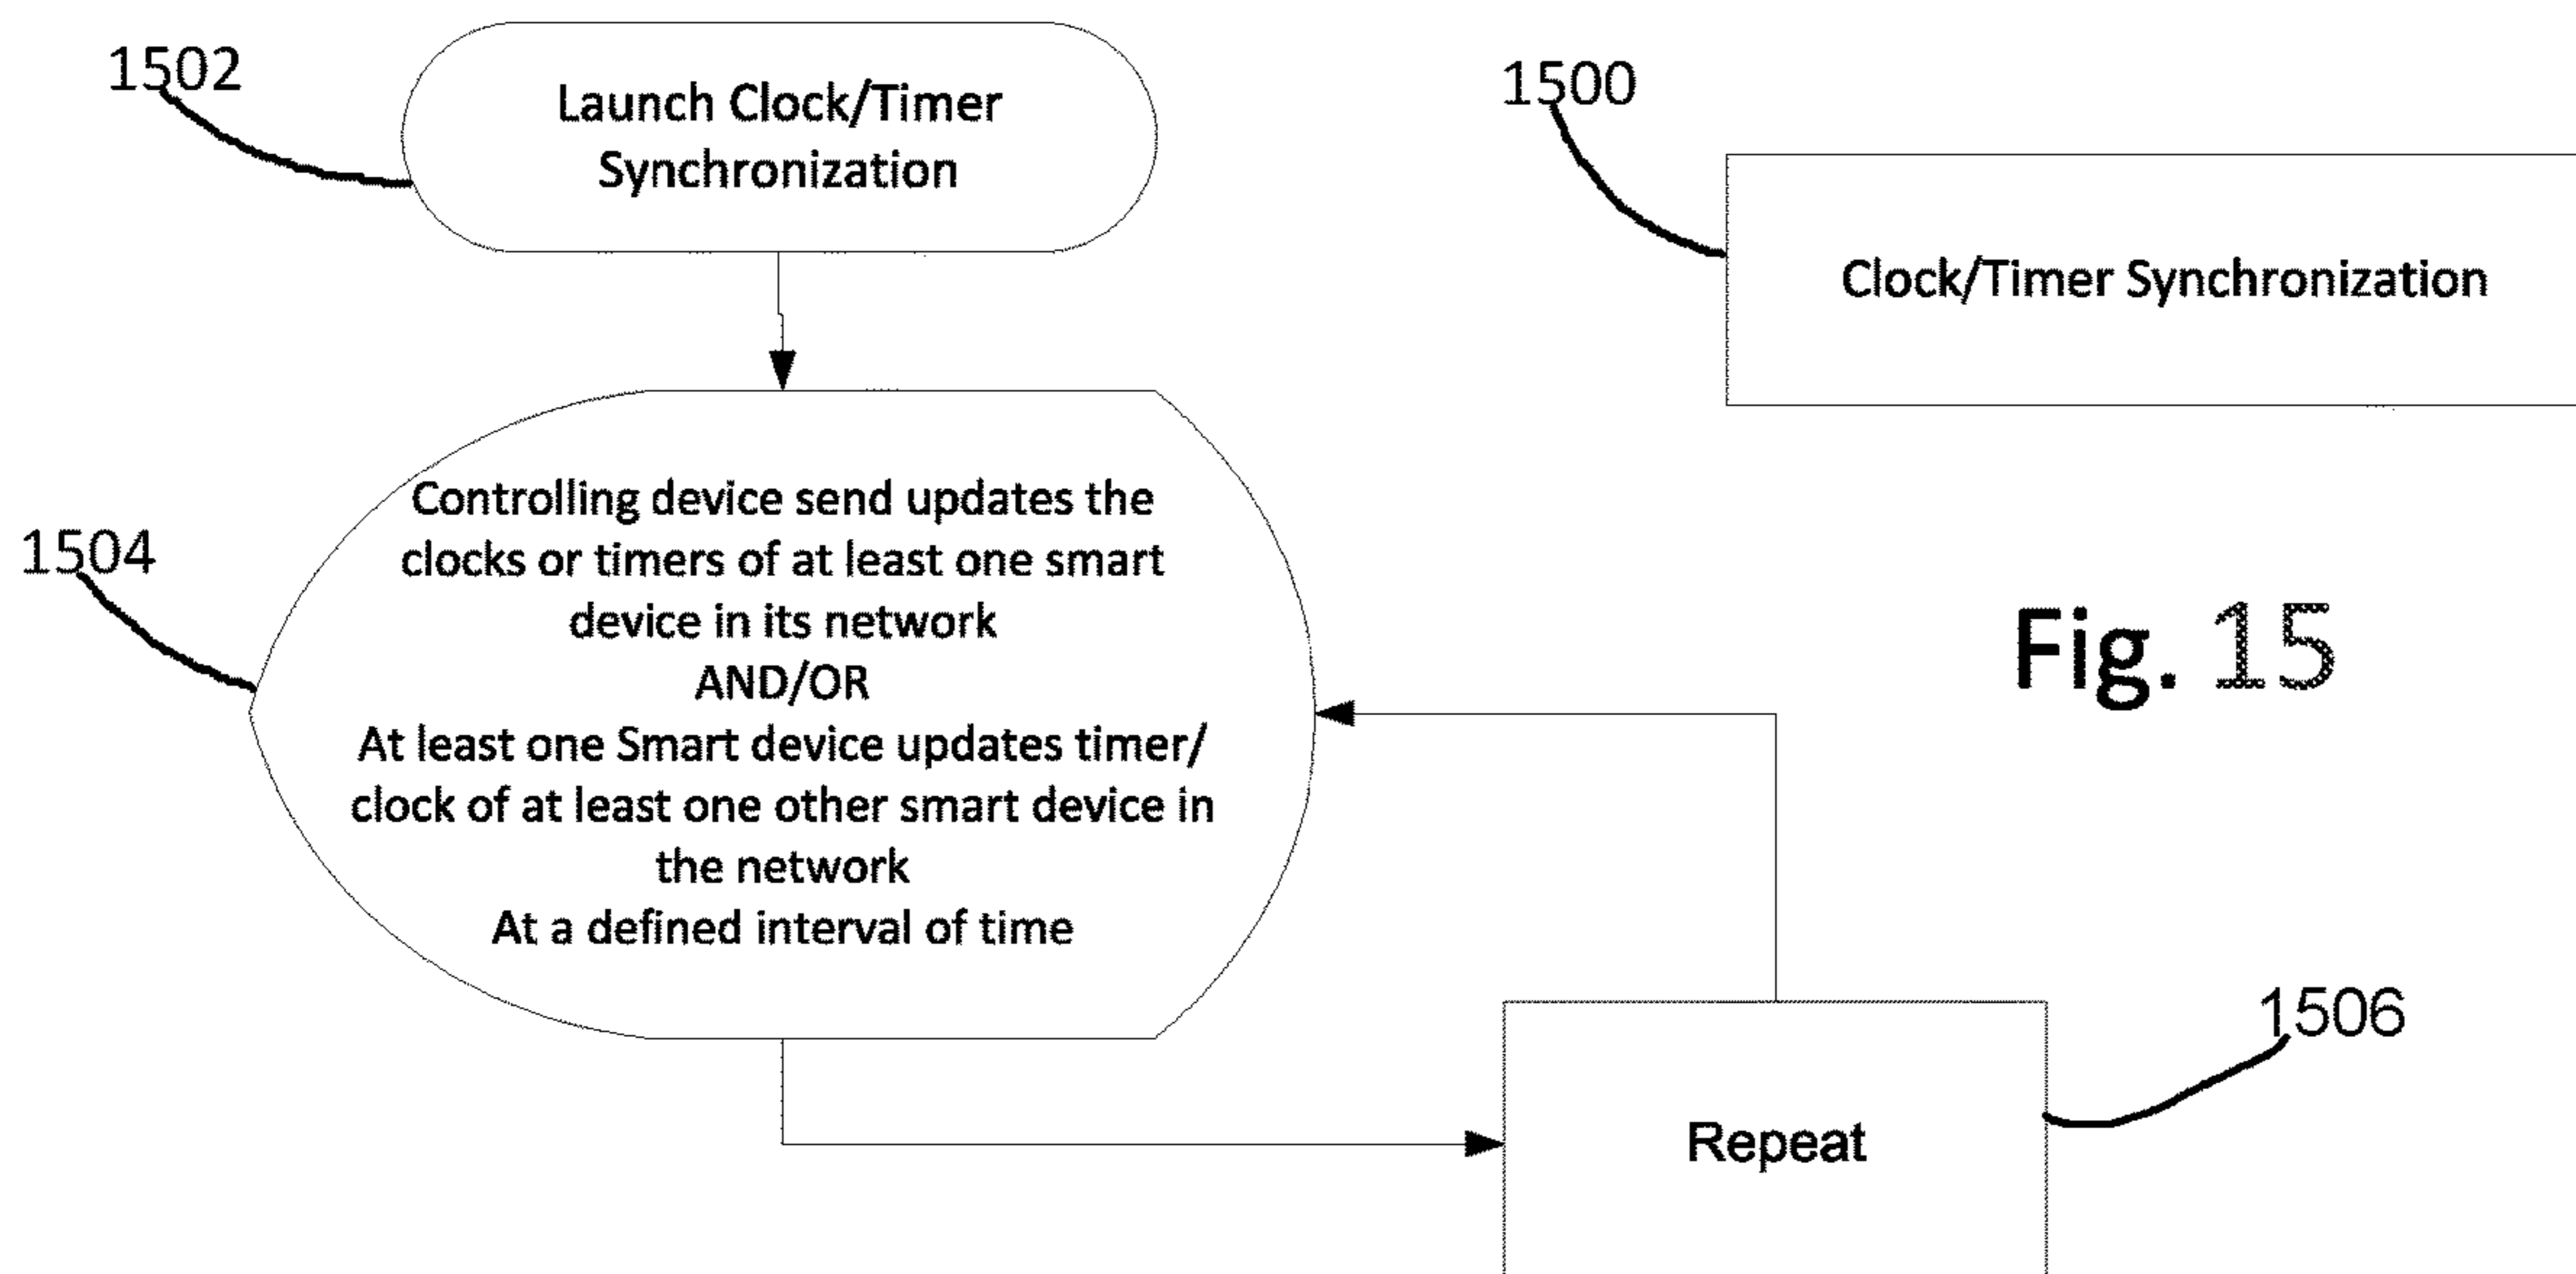 1502
Launch Clock/Timer
Synchronization
1500
Clock/Timer Synchronization
1504
Controlling device send updates the
clocks or timers of at least one smart
device in its network
AND/OR
At least one Smart device updates timer/
clock of at least one other smart device in
the network
At a defined interval of time
Fig. 15
1506
Repeat